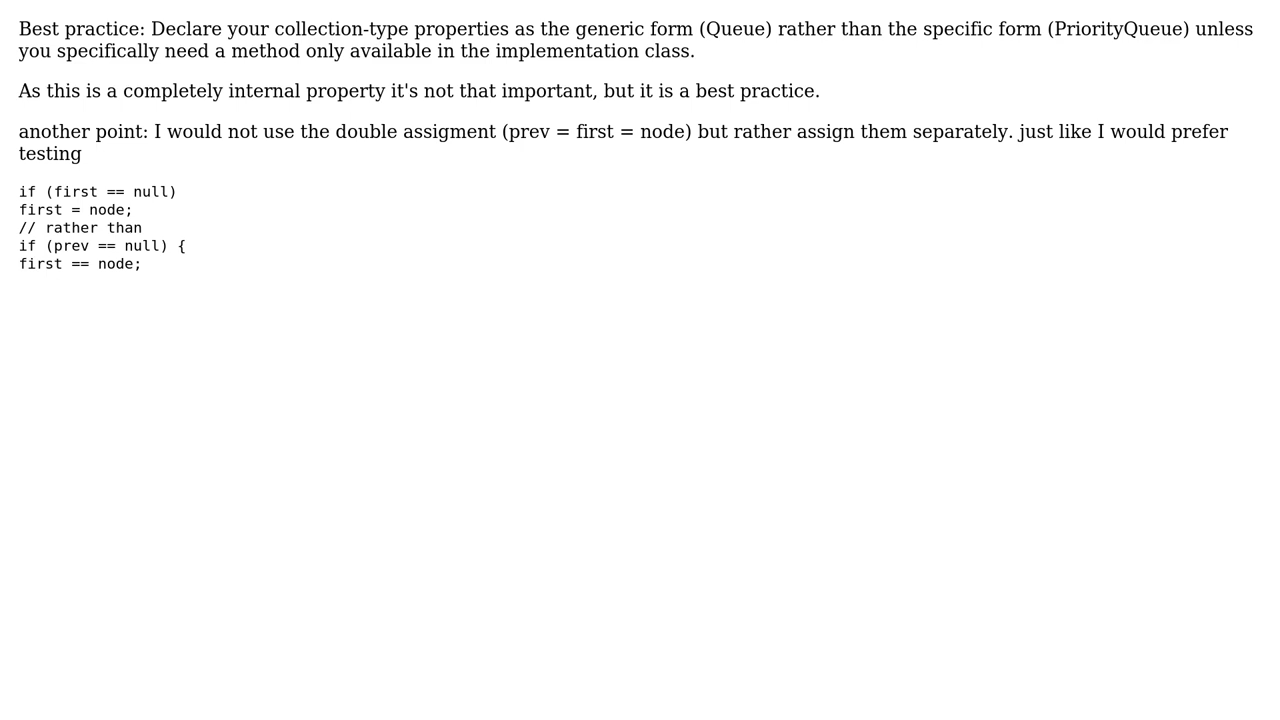 Best practice: Declare your collection-type properties as the generic form (Queue) rather than the specific form (PriorityQueue) unless
you specifically need a method only available in the implementation class.
As this is a completely internal property it's not that important, but it is a best practice.
another point: I would not use the double assigment (prev = first = node) but rather assign them separately. just like I would prefer
testing
if (first == null)
first = node;
// rather than
if (prev == null) {
first == node;